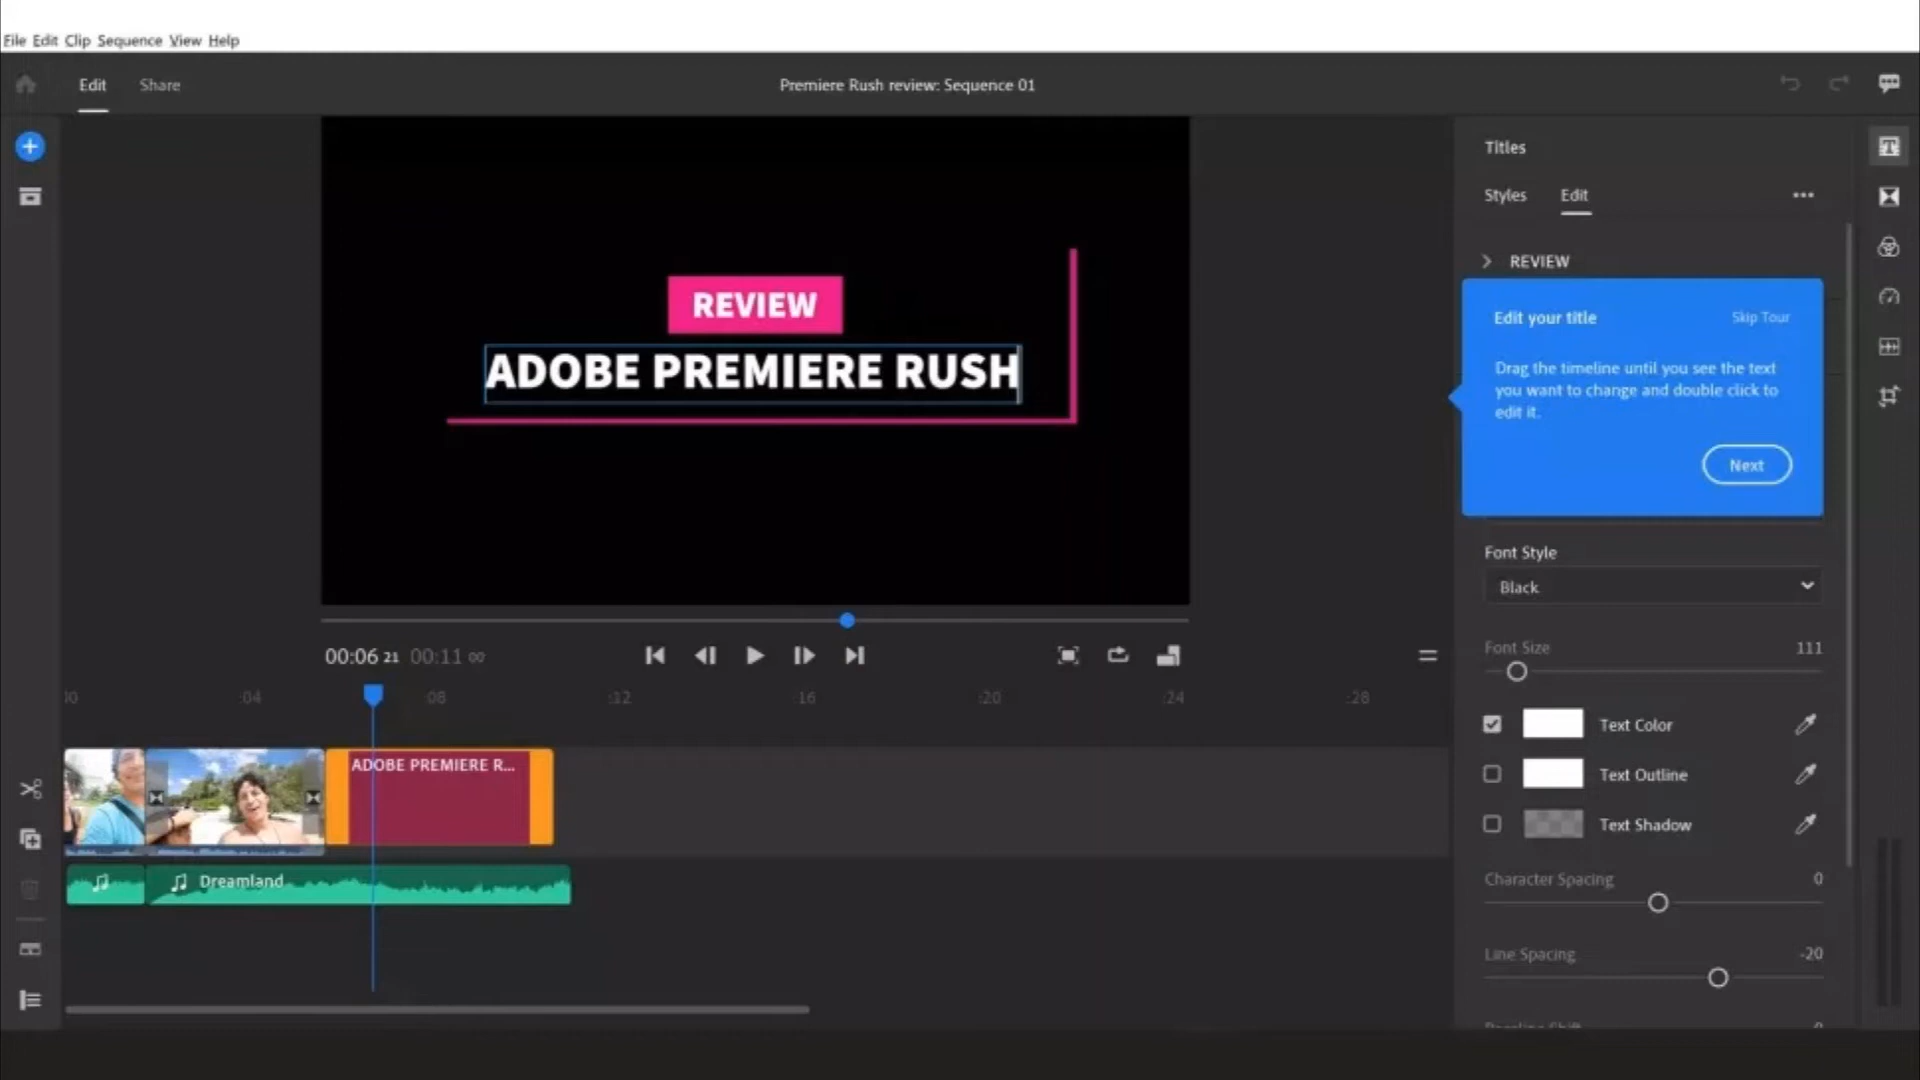 File Edit Clip Sequence View Help
Edit Share Premiere Rush review: Sequence 01
Titles
Styles Edit
REVIEW
Edit your title Skip Tour
Drag the timeline until you see the text
you want to change and double click to
edit it.
Next
REVIEW
ADOBE PREMIERE RUSH
Font Style
Black
Font Size 111
Text Color
Text Outline
Text Shadow
Character Spacing 0
Line Spacing -20
00:06 21 00:11 00
:04 :08 :12 :16 :20 :24 :28
ADOBE PREMIERE R...
Dreamland